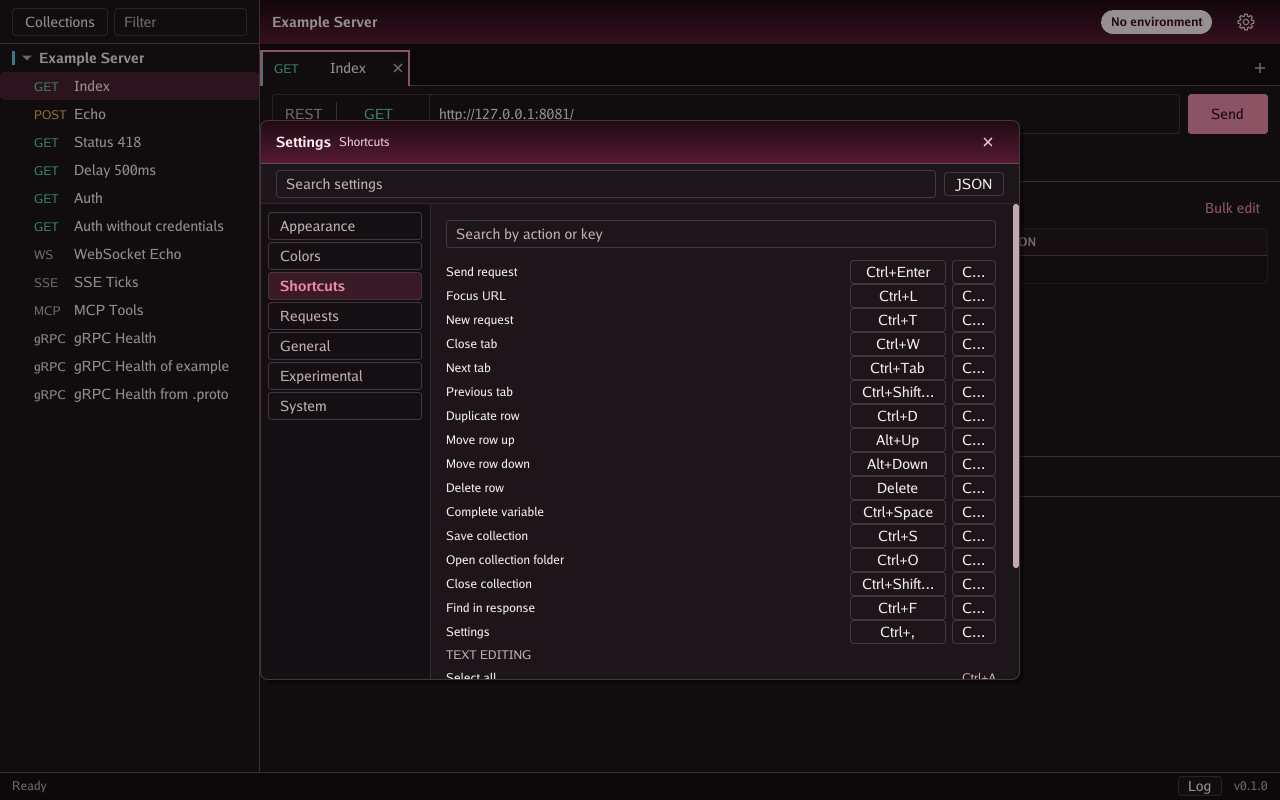 Collections
Filter
Example Server
No environment
Example Server
GET Index
POST Echo
GET Status 418
GET Delay 500ms
GET Auth
GET Auth without credentials
WS WebSocket Echo
SSE SSE Ticks
MCP MCP Tools
gRPC gRPC Health
gRPC gRPC Health of example
gRPC gRPC Health from .proto
GET Index
REST GET http://127.0.0.1:8081/ Send
Bulk edit
ON
Settings Shortcuts
Search settings JSON
Appearance
Colors
Shortcuts
Requests
General
Experimental
System
Search by action or key
Send request Ctrl+Enter C...
Focus URL Ctrl+L C...
New request Ctrl+T C...
Close tab Ctrl+W C...
Next tab Ctrl+Tab C...
Previous tab Ctrl+Shift... C...
Duplicate row Ctrl+D C...
Move row up Alt+Up C...
Move row down Alt+Down C...
Delete row Delete C...
Complete variable Ctrl+Space C...
Save collection Ctrl+S C...
Open collection folder Ctrl+O C...
Close collection Ctrl+Shift... C...
Find in response Ctrl+F C...
Settings Ctrl+, C...
TEXT EDITING
Select all Ctrl+A
Ready
Log v0.1.0